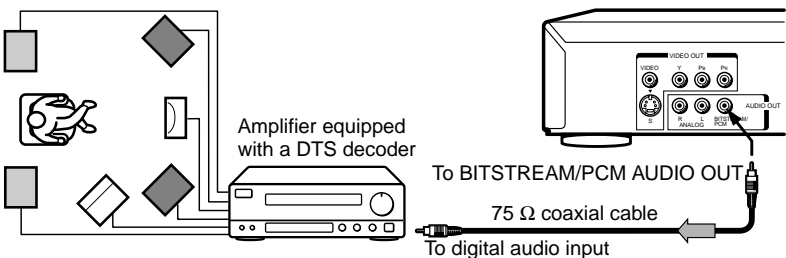 VIDEO OUT
VIDEO
Y
PB
PR
S
R
L
ANALOG
BITSTREAM/
PCM
AUDIO OUT
Amplifier equipped
with a DTS decoder
To BITSTREAM/PCM AUDIO OUT
75 Ω coaxial cable
To digital audio input